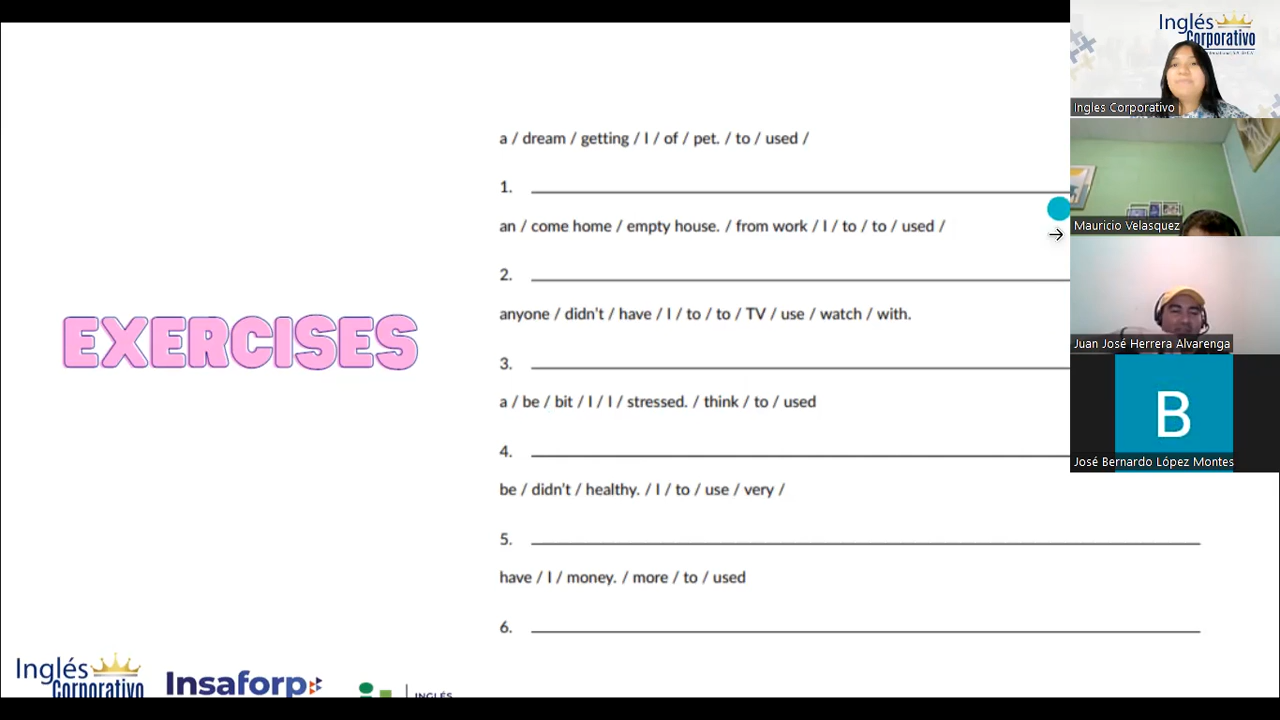 a / dream / getting / I / of / pet. / to / used /
1.
an / come home / empty house. / from work / I / to / to / used /
2.
anyone / didn't / have / I / to / to / TV / use / watch / with.
3.
a / be / bit / I / I / stressed. / think / to / used
4.
be / didn't / healthy. / I / to / use / very /
5.
have / I / money. / more / to / used
6.
EXERCISES
Inglés
Corporativo
Insaforp
INGLÉS
Inglés
Corporativo
Ingles Corporativo
Mauricio Velasquez
Juan José Herrera Alvarenga
B
José Bernardo López Montes